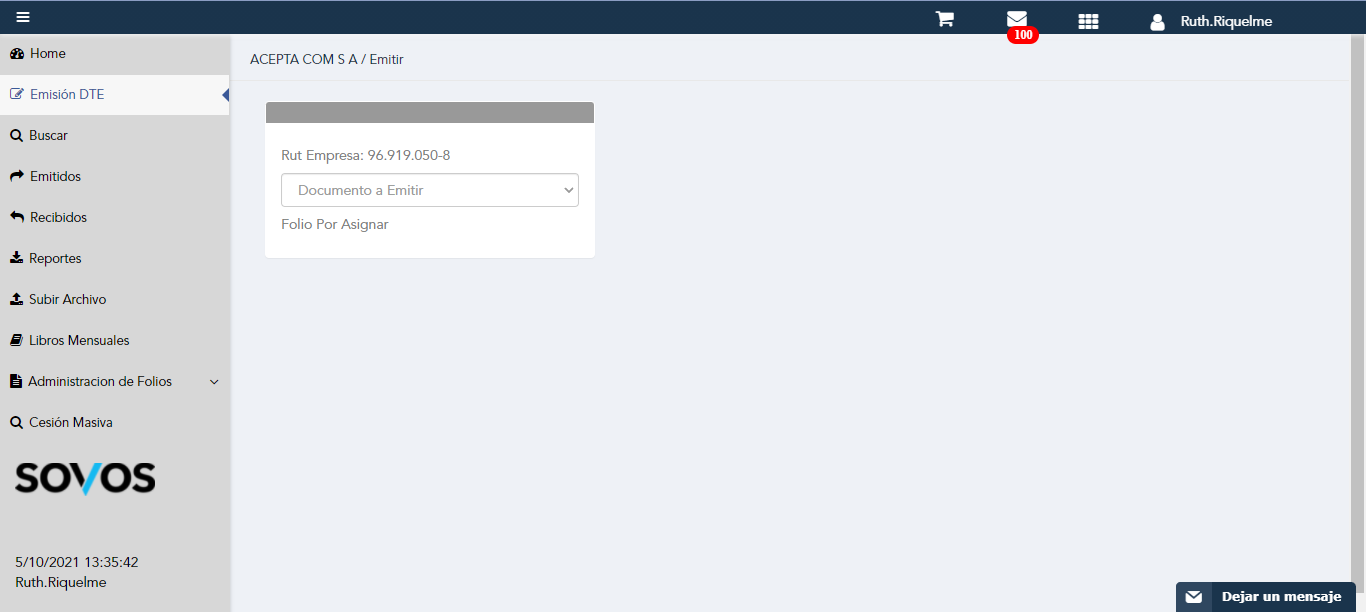 Ruth.Riquelme
100
Home
ACEPTA COM S A / Emitir
Emisión DTE
Buscar
Rut Empresa: 96.919.050-8
Emitidos
Documento a Emitir
Recibidos
Folio Por Asignar
Reportes
Subir Archivo
Libros Mensuales
Administracion de Folios
Cesión Masiva
SOVOS
5/10/2021 13:35:42
Ruth.Riquelme
Dejar un mensaje